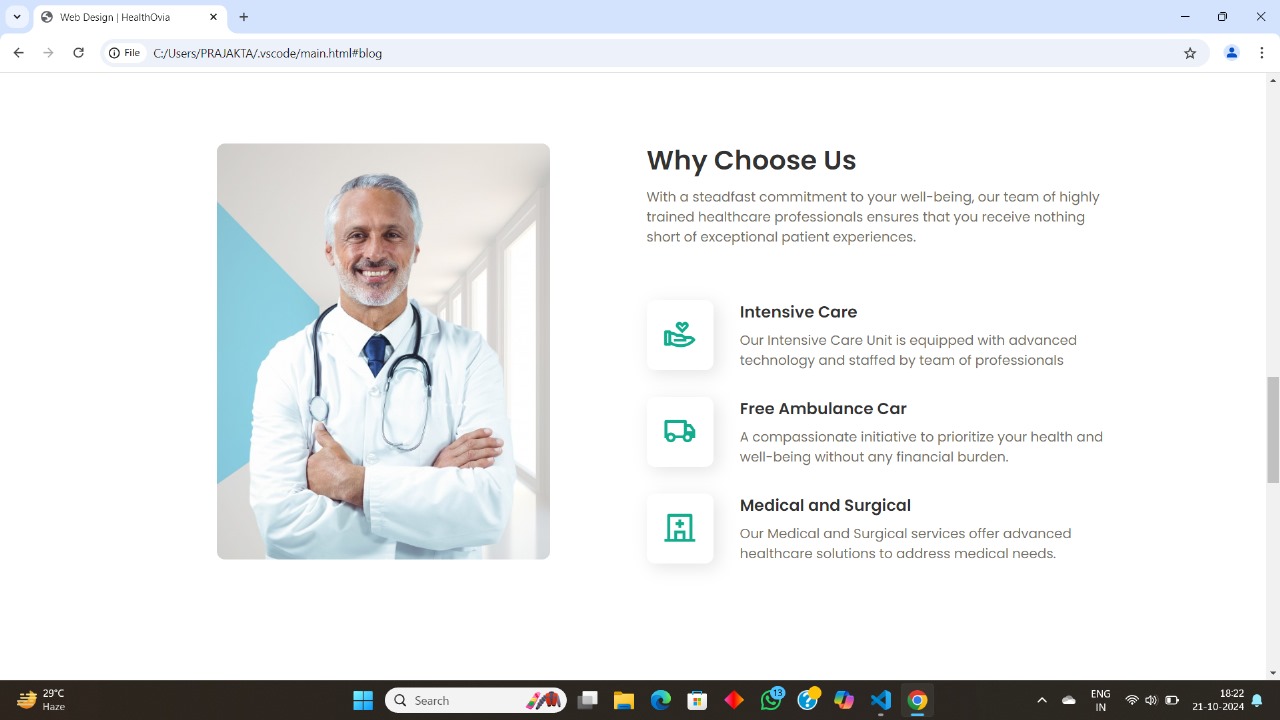 Web Design | HealthOvia
File
C:/Users/PRAJAKTA/.vscode/main.html#blog
Why Choose Us
With a steadfast commitment to your well-being, our team of highly
trained healthcare professionals ensures that you receive nothing
short of exceptional patient experiences.
Intensive Care
Our Intensive Care Unit is equipped with advanced
technology and staffed by team of professionals
Free Ambulance Car
A compassionate initiative to prioritize your health and
well-being without any financial burden.
Medical and Surgical
Our Medical and Surgical services offer advanced
healthcare solutions to address medical needs.
29°C
Haze
Search
13
ENG
IN
18:22
21-10-2024